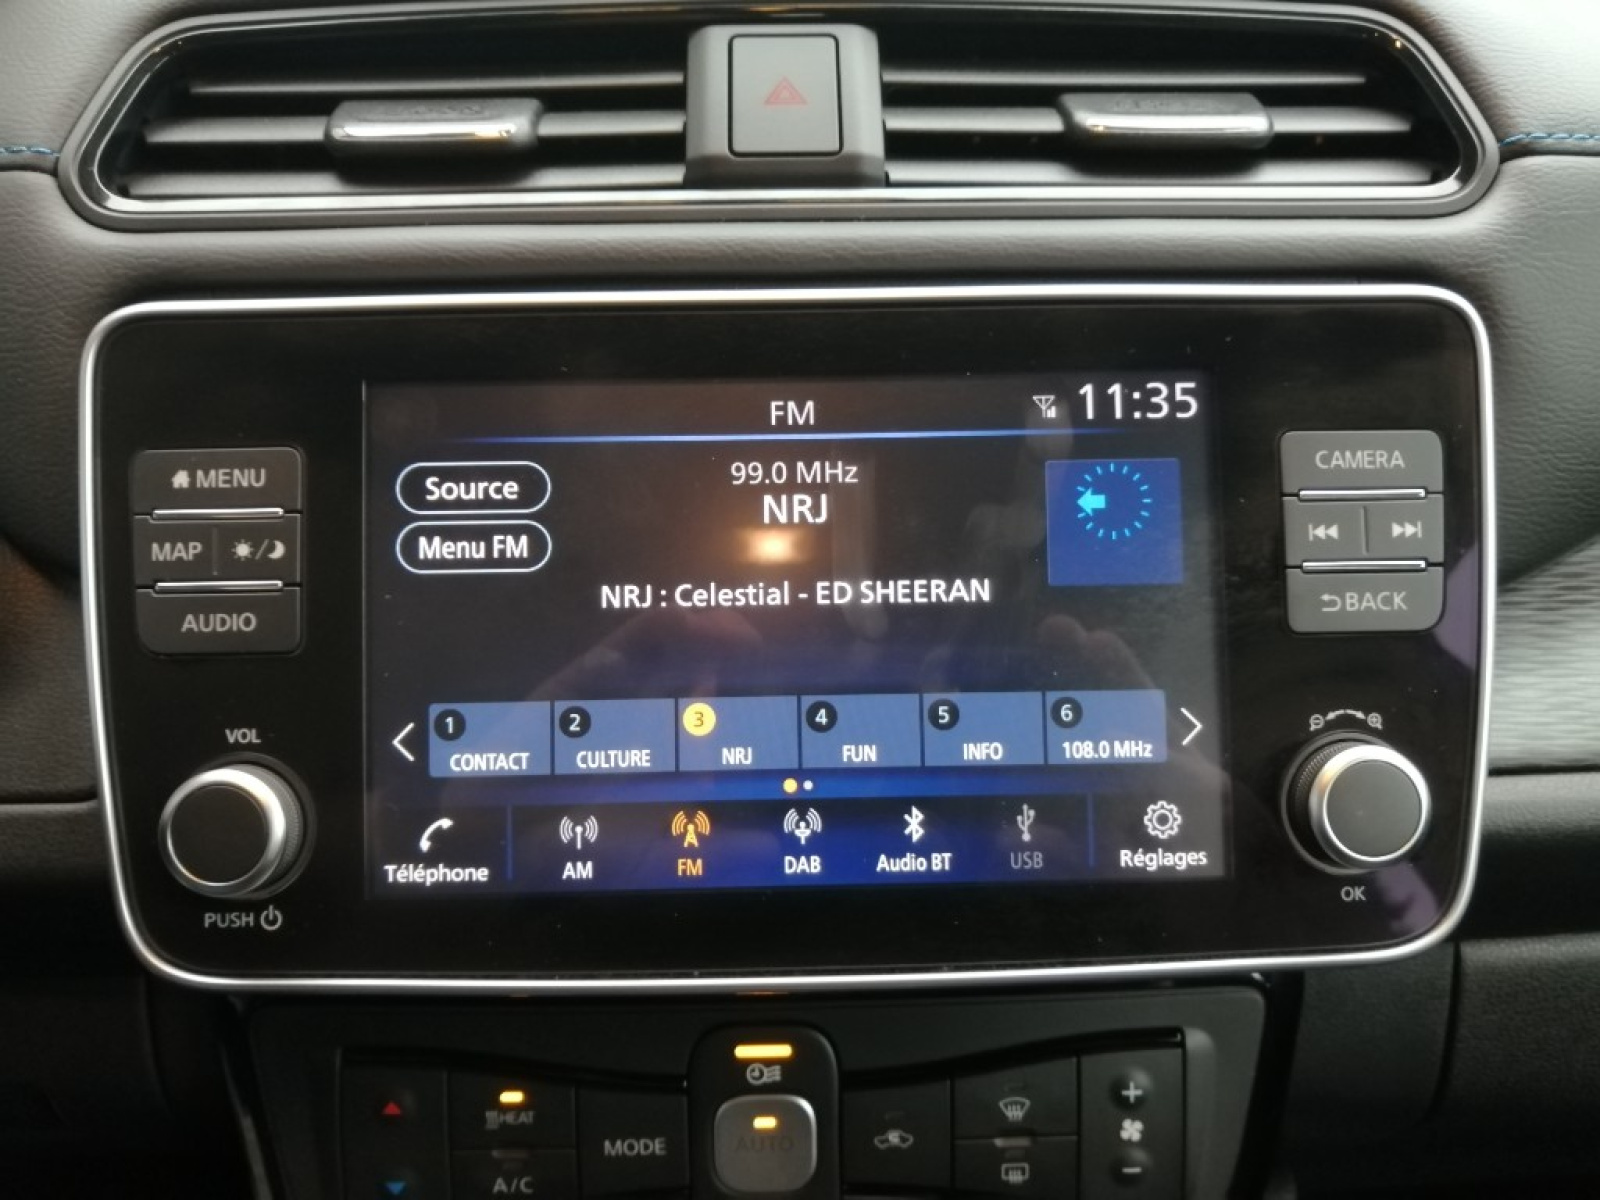 FM
11:35
MENU
MAP
AUDIO
Source
Menu FM
99.0 MHz
NRJ
NRJ : Celestial - ED SHEERAN
CAMERA
BACK
1 CONTACT
2 CULTURE
3 NRJ
4 FUN
5 INFO
6 108.0 MHz
VOL
PUSH
Téléphone
AM
FM
DAB
Audio BT
USB
Réglages
OK
HEAT
A/C
MODE
AUTO